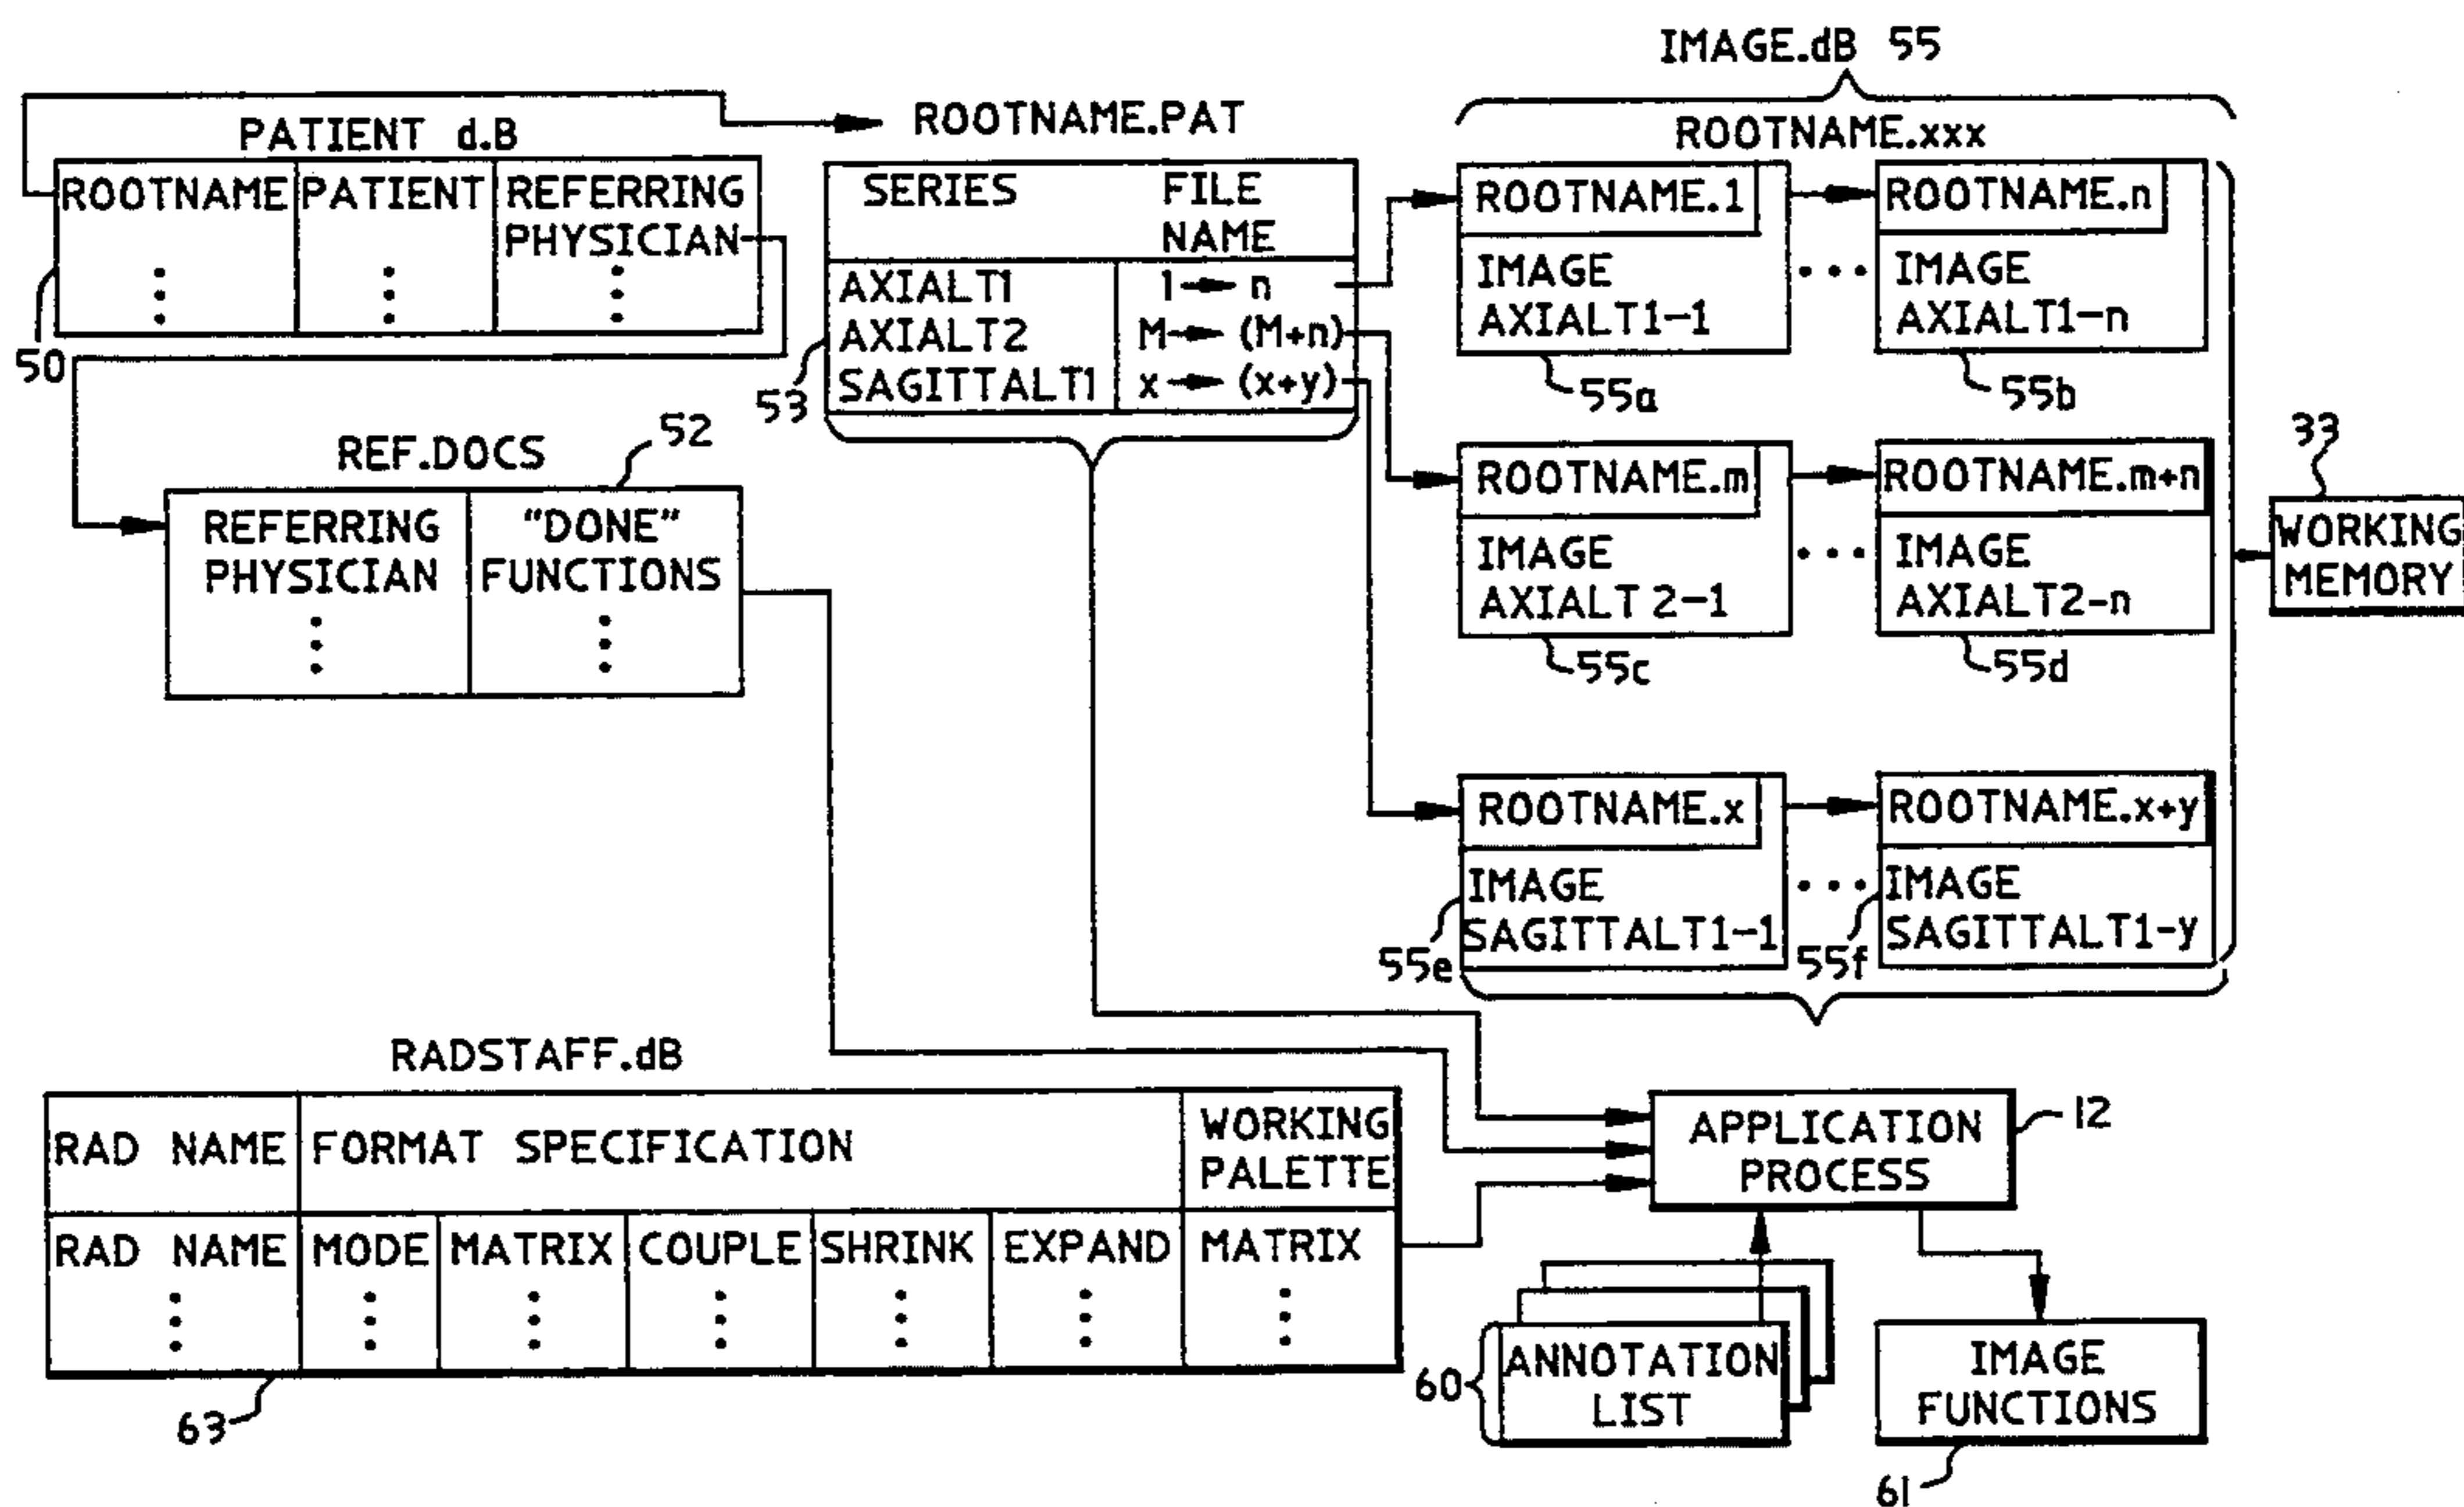 IMAGE.dB 55
PATIENT d.B
ROOTNAME PATIENT REFERRING PHYSICIAN
50
ROOTNAME.PAT
SERIES FILE NAME
AXIALT1 1 → n
AXIALT2 M → (M+n)
SAGITTALT1 x → (x+y)
53
ROOTNAME.xxx
ROOTNAME.1
IMAGE
AXIALT1-1
55a
ROOTNAME.n
IMAGE
AXIALT1-n
55b
REF.DOCS
52
REFERRING PHYSICIAN
"DONE" FUNCTIONS
ROOTNAME.m
IMAGE
AXIALT 2-1
55c
ROOTNAME.m+n
IMAGE
AXIALT2-n
55d
33
WORKING
MEMORY
ROOTNAME.x
IMAGE
SAGITTALT1-1
55e
ROOTNAME.x+y
IMAGE
SAGITTALT1-y
55f
RADSTAFF.dB
RAD NAME FORMAT SPECIFICATION WORKING PALETTE
RAD NAME MODE MATRIX COUPLE SHRINK EXPAND MATRIX
63
APPLICATION
PROCESS
12
60
ANNOTATION
LIST
IMAGE
FUNCTIONS
61